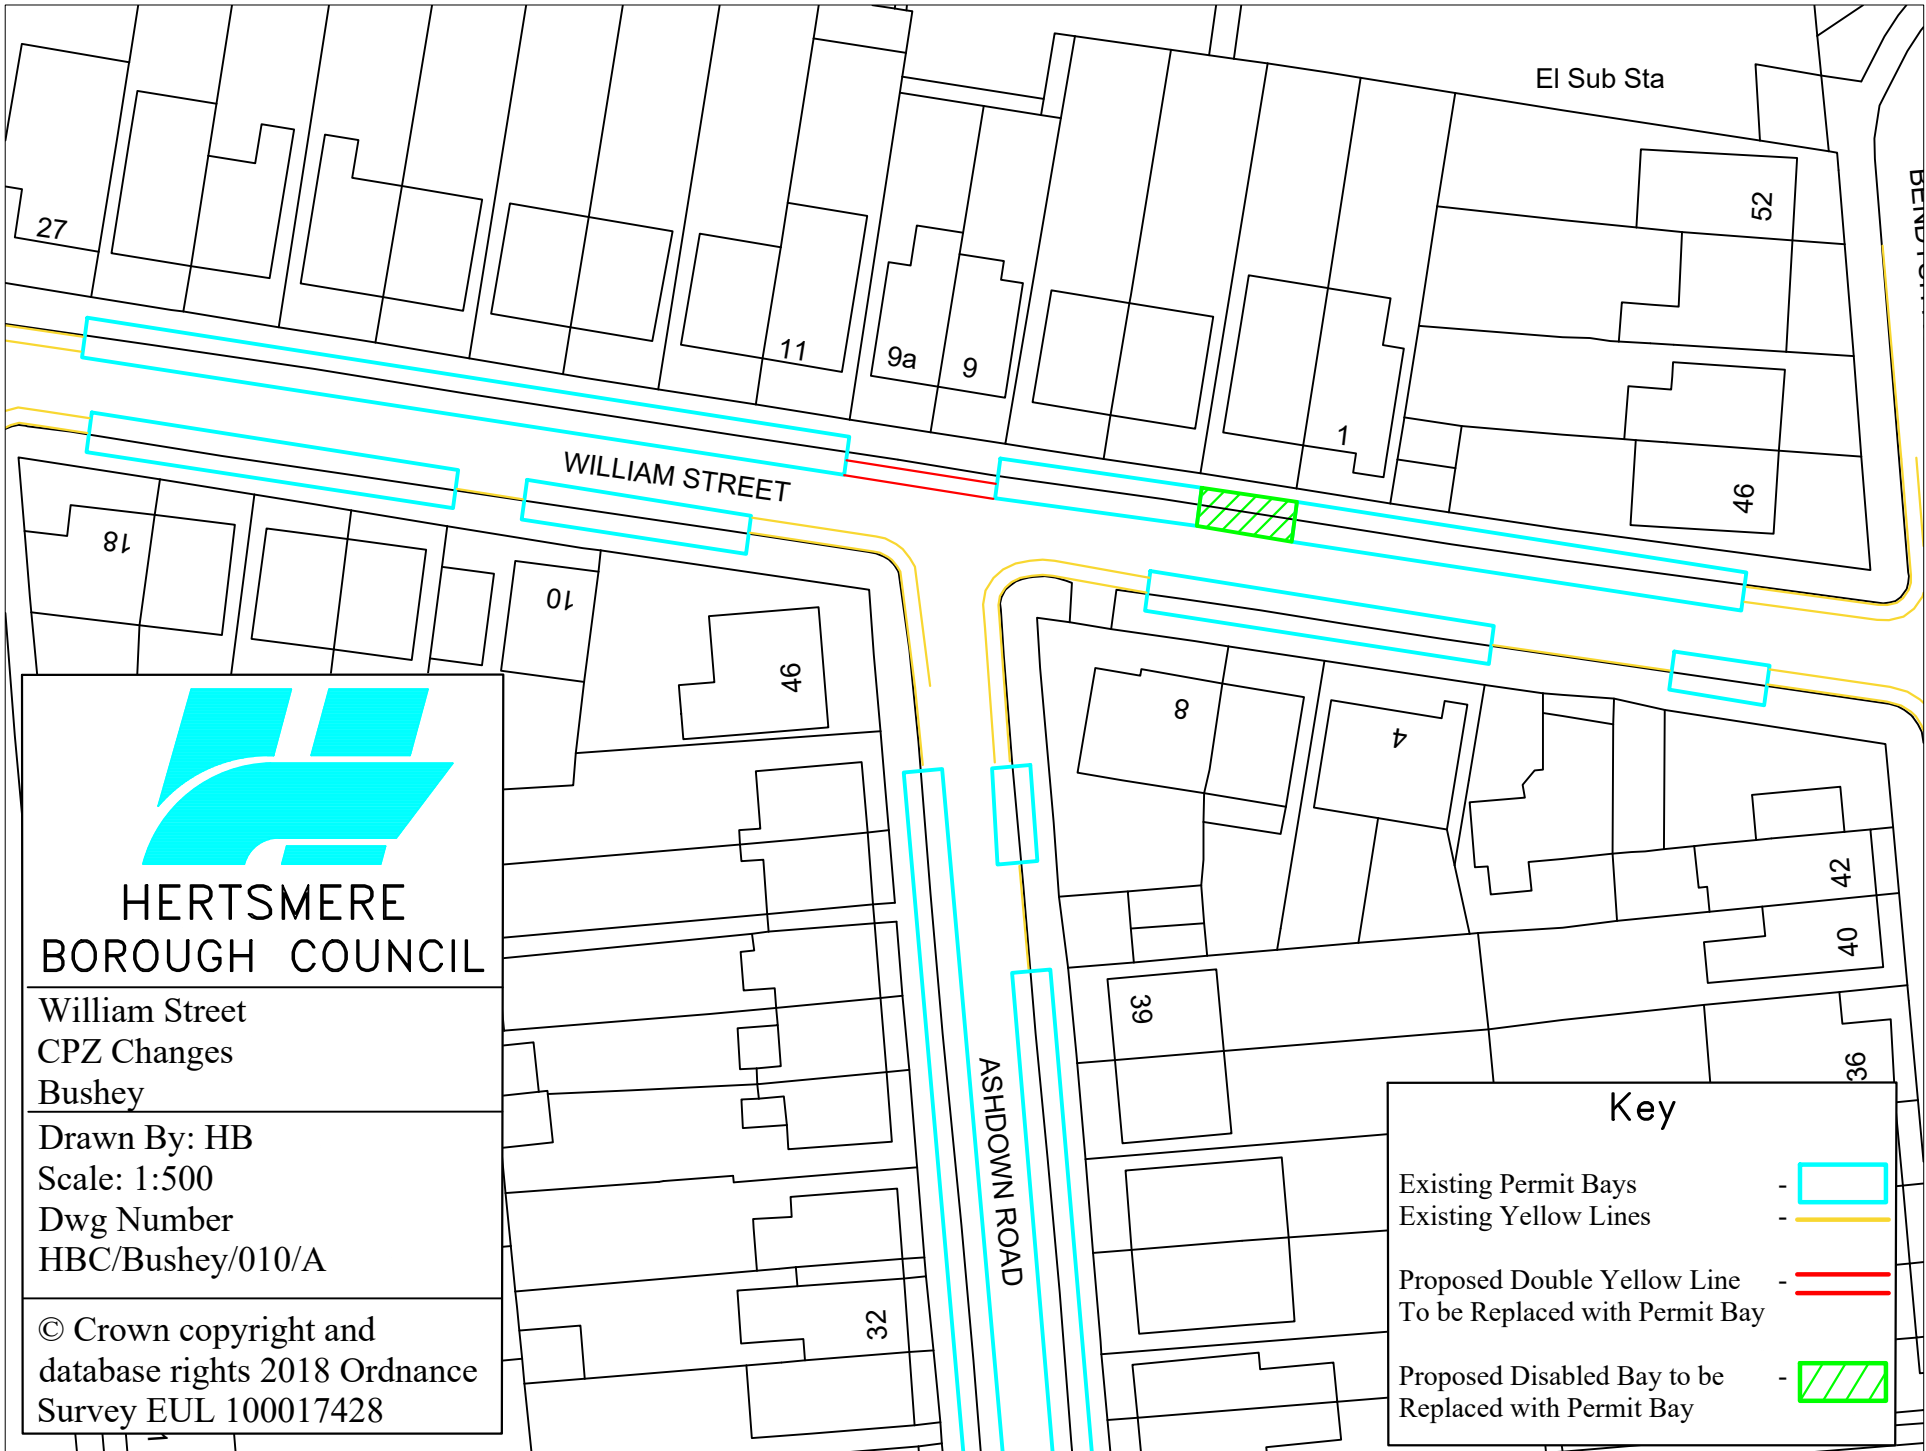 El Sub Sta
52
27
11
9a
9
1
46
WILLIAM STREET
18
10
46
8
4
42
40
39
36
32
ASHDOWN ROAD
HERTSMERE
BOROUGH COUNCIL
William Street
CPZ Changes
Bushey
Drawn By: HB
Scale: 1:500
Dwg Number
HBC/Bushey/010/A
© Crown copyright and
database rights 2018 Ordnance
Survey EUL 100017428
Key
Existing Permit Bays -
Existing Yellow Lines -
Proposed Double Yellow Line -
To be Replaced with Permit Bay
Proposed Disabled Bay to be -
Replaced with Permit Bay